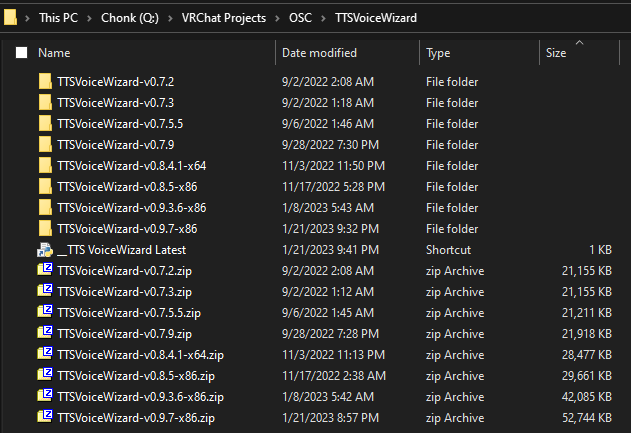 This PC > Chonk (Q:) > VRChat Projects > OSC > TTSVoiceWizard
Name Date modified Type Size
TTSVoiceWizard-v0.7.2 9/2/2022 2:08 AM File folder
TTSVoiceWizard-v0.7.3 9/2/2022 1:18 AM File folder
TTSVoiceWizard-v0.7.5.5 9/6/2022 1:46 AM File folder
TTSVoiceWizard-v0.7.9 9/28/2022 7:30 PM File folder
TTSVoiceWizard-v0.8.4.1-x64 11/3/2022 11:50 PM File folder
TTSVoiceWizard-v0.8.5-x86 11/17/2022 5:28 PM File folder
TTSVoiceWizard-v0.9.3.6-x86 1/8/2023 5:43 AM File folder
TTSVoiceWizard-v0.9.7-x86 1/21/2023 9:32 PM File folder
__TTS VoiceWizard Latest 1/21/2023 9:41 PM Shortcut 1 KB
TTSVoiceWizard-v0.7.2.zip 9/2/2022 2:08 AM zip Archive 21,155 KB
TTSVoiceWizard-v0.7.3.zip 9/2/2022 1:12 AM zip Archive 21,155 KB
TTSVoiceWizard-v0.7.5.5.zip 9/6/2022 1:45 AM zip Archive 21,211 KB
TTSVoiceWizard-v0.7.9.zip 9/28/2022 7:28 PM zip Archive 21,918 KB
TTSVoiceWizard-v0.8.4.1-x64.zip 11/3/2022 11:13 PM zip Archive 28,477 KB
TTSVoiceWizard-v0.8.5-x86.zip 11/17/2022 2:38 AM zip Archive 29,661 KB
TTSVoiceWizard-v0.9.3.6-x86.zip 1/8/2023 5:42 AM zip Archive 42,085 KB
TTSVoiceWizard-v0.9.7-x86.zip 1/21/2023 8:57 PM zip Archive 52,744 KB